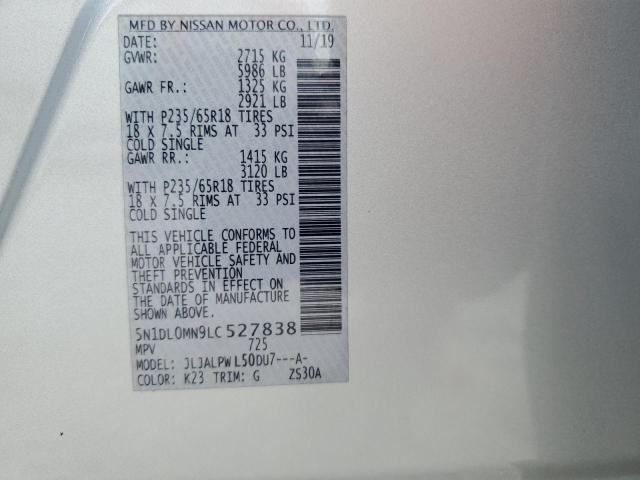 MFD BY NISSAN MOTOR CO., LTD.
DATE: 11/19
GVWR: 2715 KG
5986 LB
GAWR FR.: 1325 KG
2921 LB
WITH P235/65R18 TIRES
18 X 7.5 RIMS AT 33 PSI
COLD SINGLE
GAWR RR.: 1415 KG
3120 LB
WITH P235/65R18 TIRES
18 X 7.5 RIMS AT 33 PSI
COLD SINGLE
THIS VEHICLE CONFORMS TO
ALL APPLICABLE FEDERAL
MOTOR VEHICLE SAFETY AND
THEFT PREVENTION
STANDARDS IN EFFECT ON
THE DATE OF MANUFACTURE
SHOWN ABOVE.
5N1DL0MN9LC 527838
MPV 725
MODEL: JLJALPW L50DU7---A-
COLOR: K23 TRIM: G ZS30A